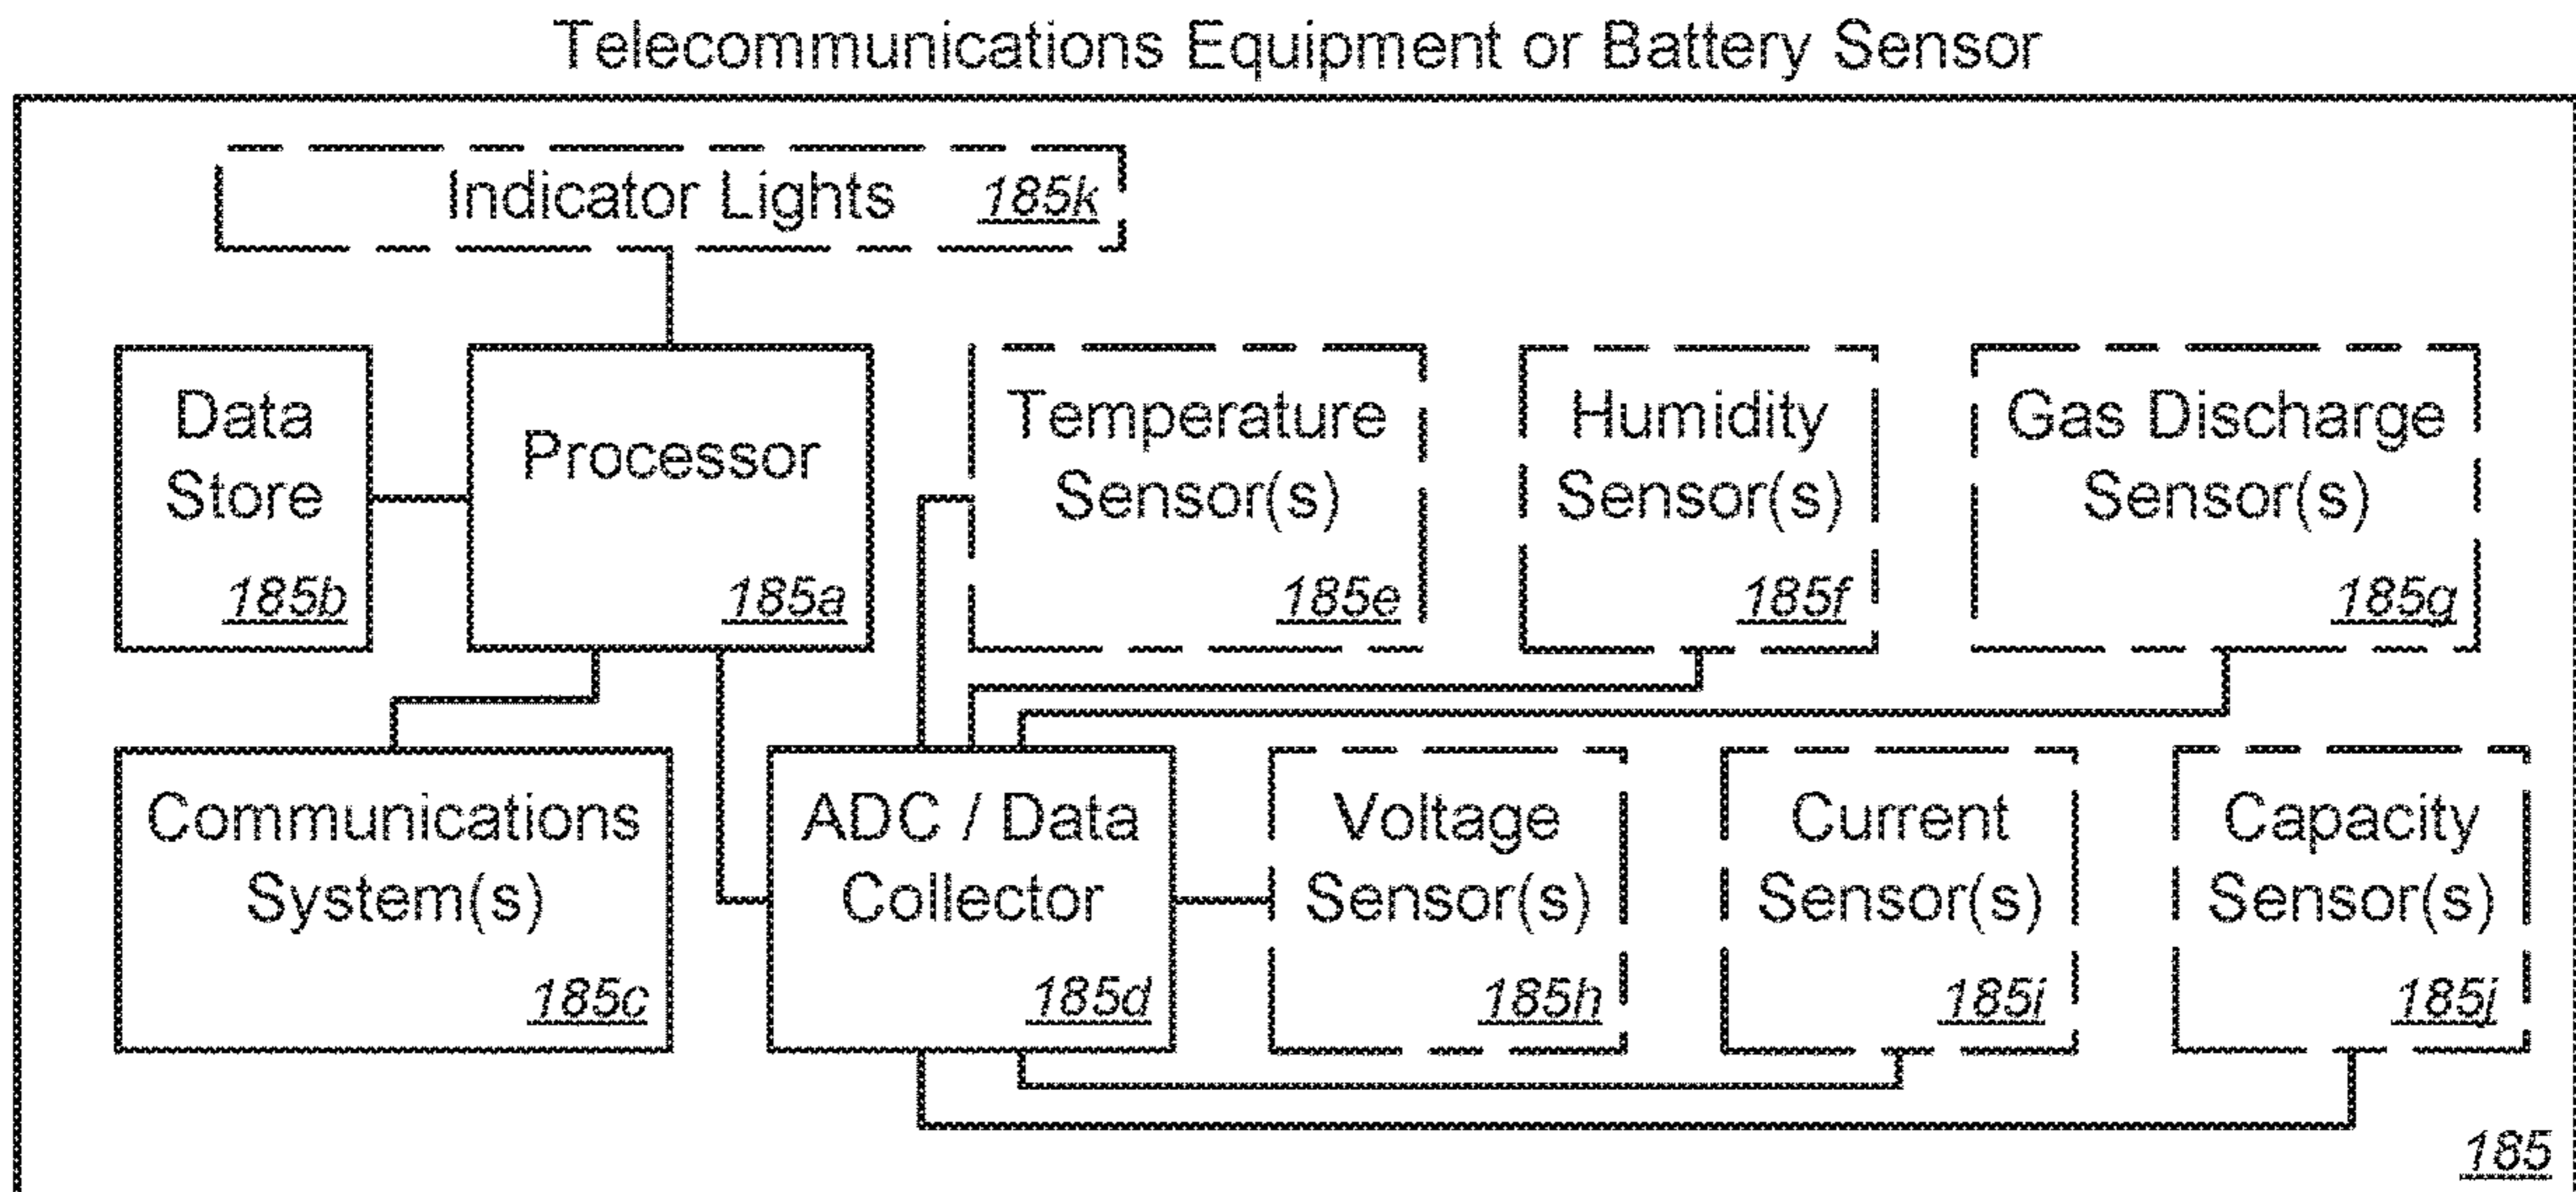 Telecommunications Equipment or Battery Sensor
Indicator Lights 185k
Data
Store
185b
Processor
185a
Temperature
Sensor(s)
185e
Humidity
Sensor(s)
185f
Gas Discharge
Sensor(s)
185g
Communications
System(s)
185c
ADC / Data
Collector
185d
Voltage
Sensor(s)
185h
Current
Sensor(s)
185i
Capacity
Sensor(s)
185j
185